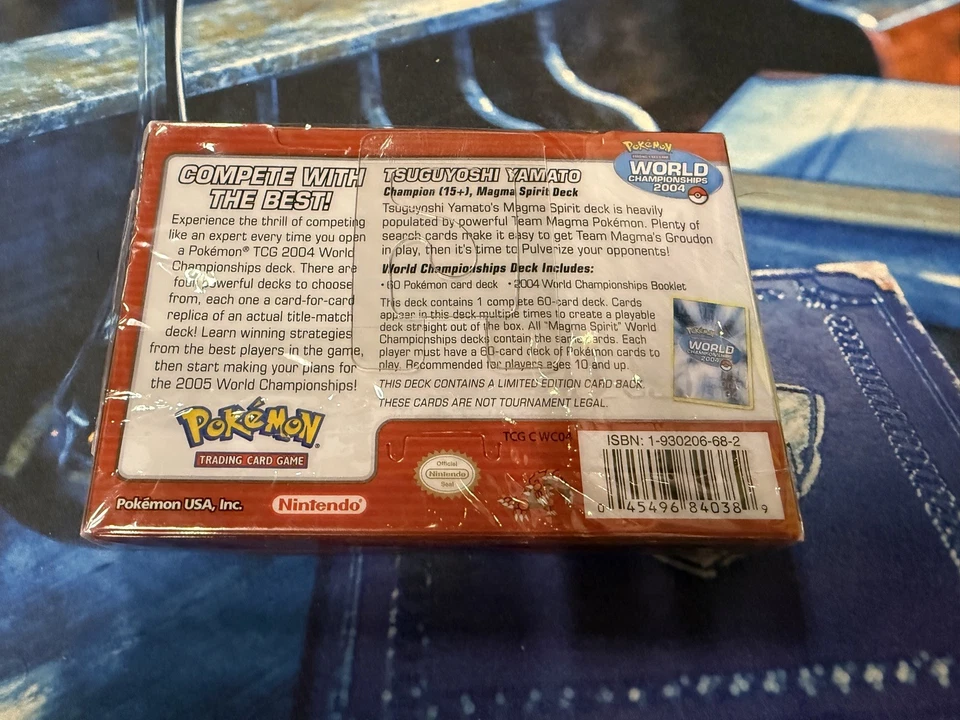 COMPETE WITH
THE BEST!
Experience the thrill of competing
like an expert every time you open
a Pokémon® TCG 2004 World
Championships deck. There are
four powerful decks to choose
from, each one a card-for-card
replica of an actual title-match
deck! Learn winning strategies
from the best players in the game,
then start making your plans for
the 2005 World Championships!
POKéMON
TRADING CARD GAME
Pokémon USA, Inc.
Nintendo®
TSUGUYOSHI YAMATO
Champion (15+), Magma Spirit Deck
Tsuguyoshi Yamato's Magma Spirit deck is heavily
populated by powerful Team Magma Pokémon. Plenty of
search cards make it easy to get Team Magma's Groudon
in play, then it's time to Pulverize your opponents!
World Championships Deck Includes:
• 60 Pokémon card deck • 2004 World Championships Booklet
This deck contains 1 complete 60-card deck. Cards
appear in this deck multiple times to create a playable
deck straight out of the box. All "Magma Spirit" World
Championships decks contain the same cards. Each
player must have a 60-card deck of Pokémon cards to
play. Recommended for players ages 10 and up.
THIS DECK CONTAINS A LIMITED EDITION CARD BACK.
THESE CARDS ARE NOT TOURNAMENT LEGAL.
POKéMON
TRADING CARD GAME
WORLD
CHAMPIONSHIPS
2004
POKéMON
WORLD
CHAMPIONSHIPS
2004
Official
Nintendo
Seal
TCG C WC04
ISBN: 1-930206-68-2
0 45496 84038 9